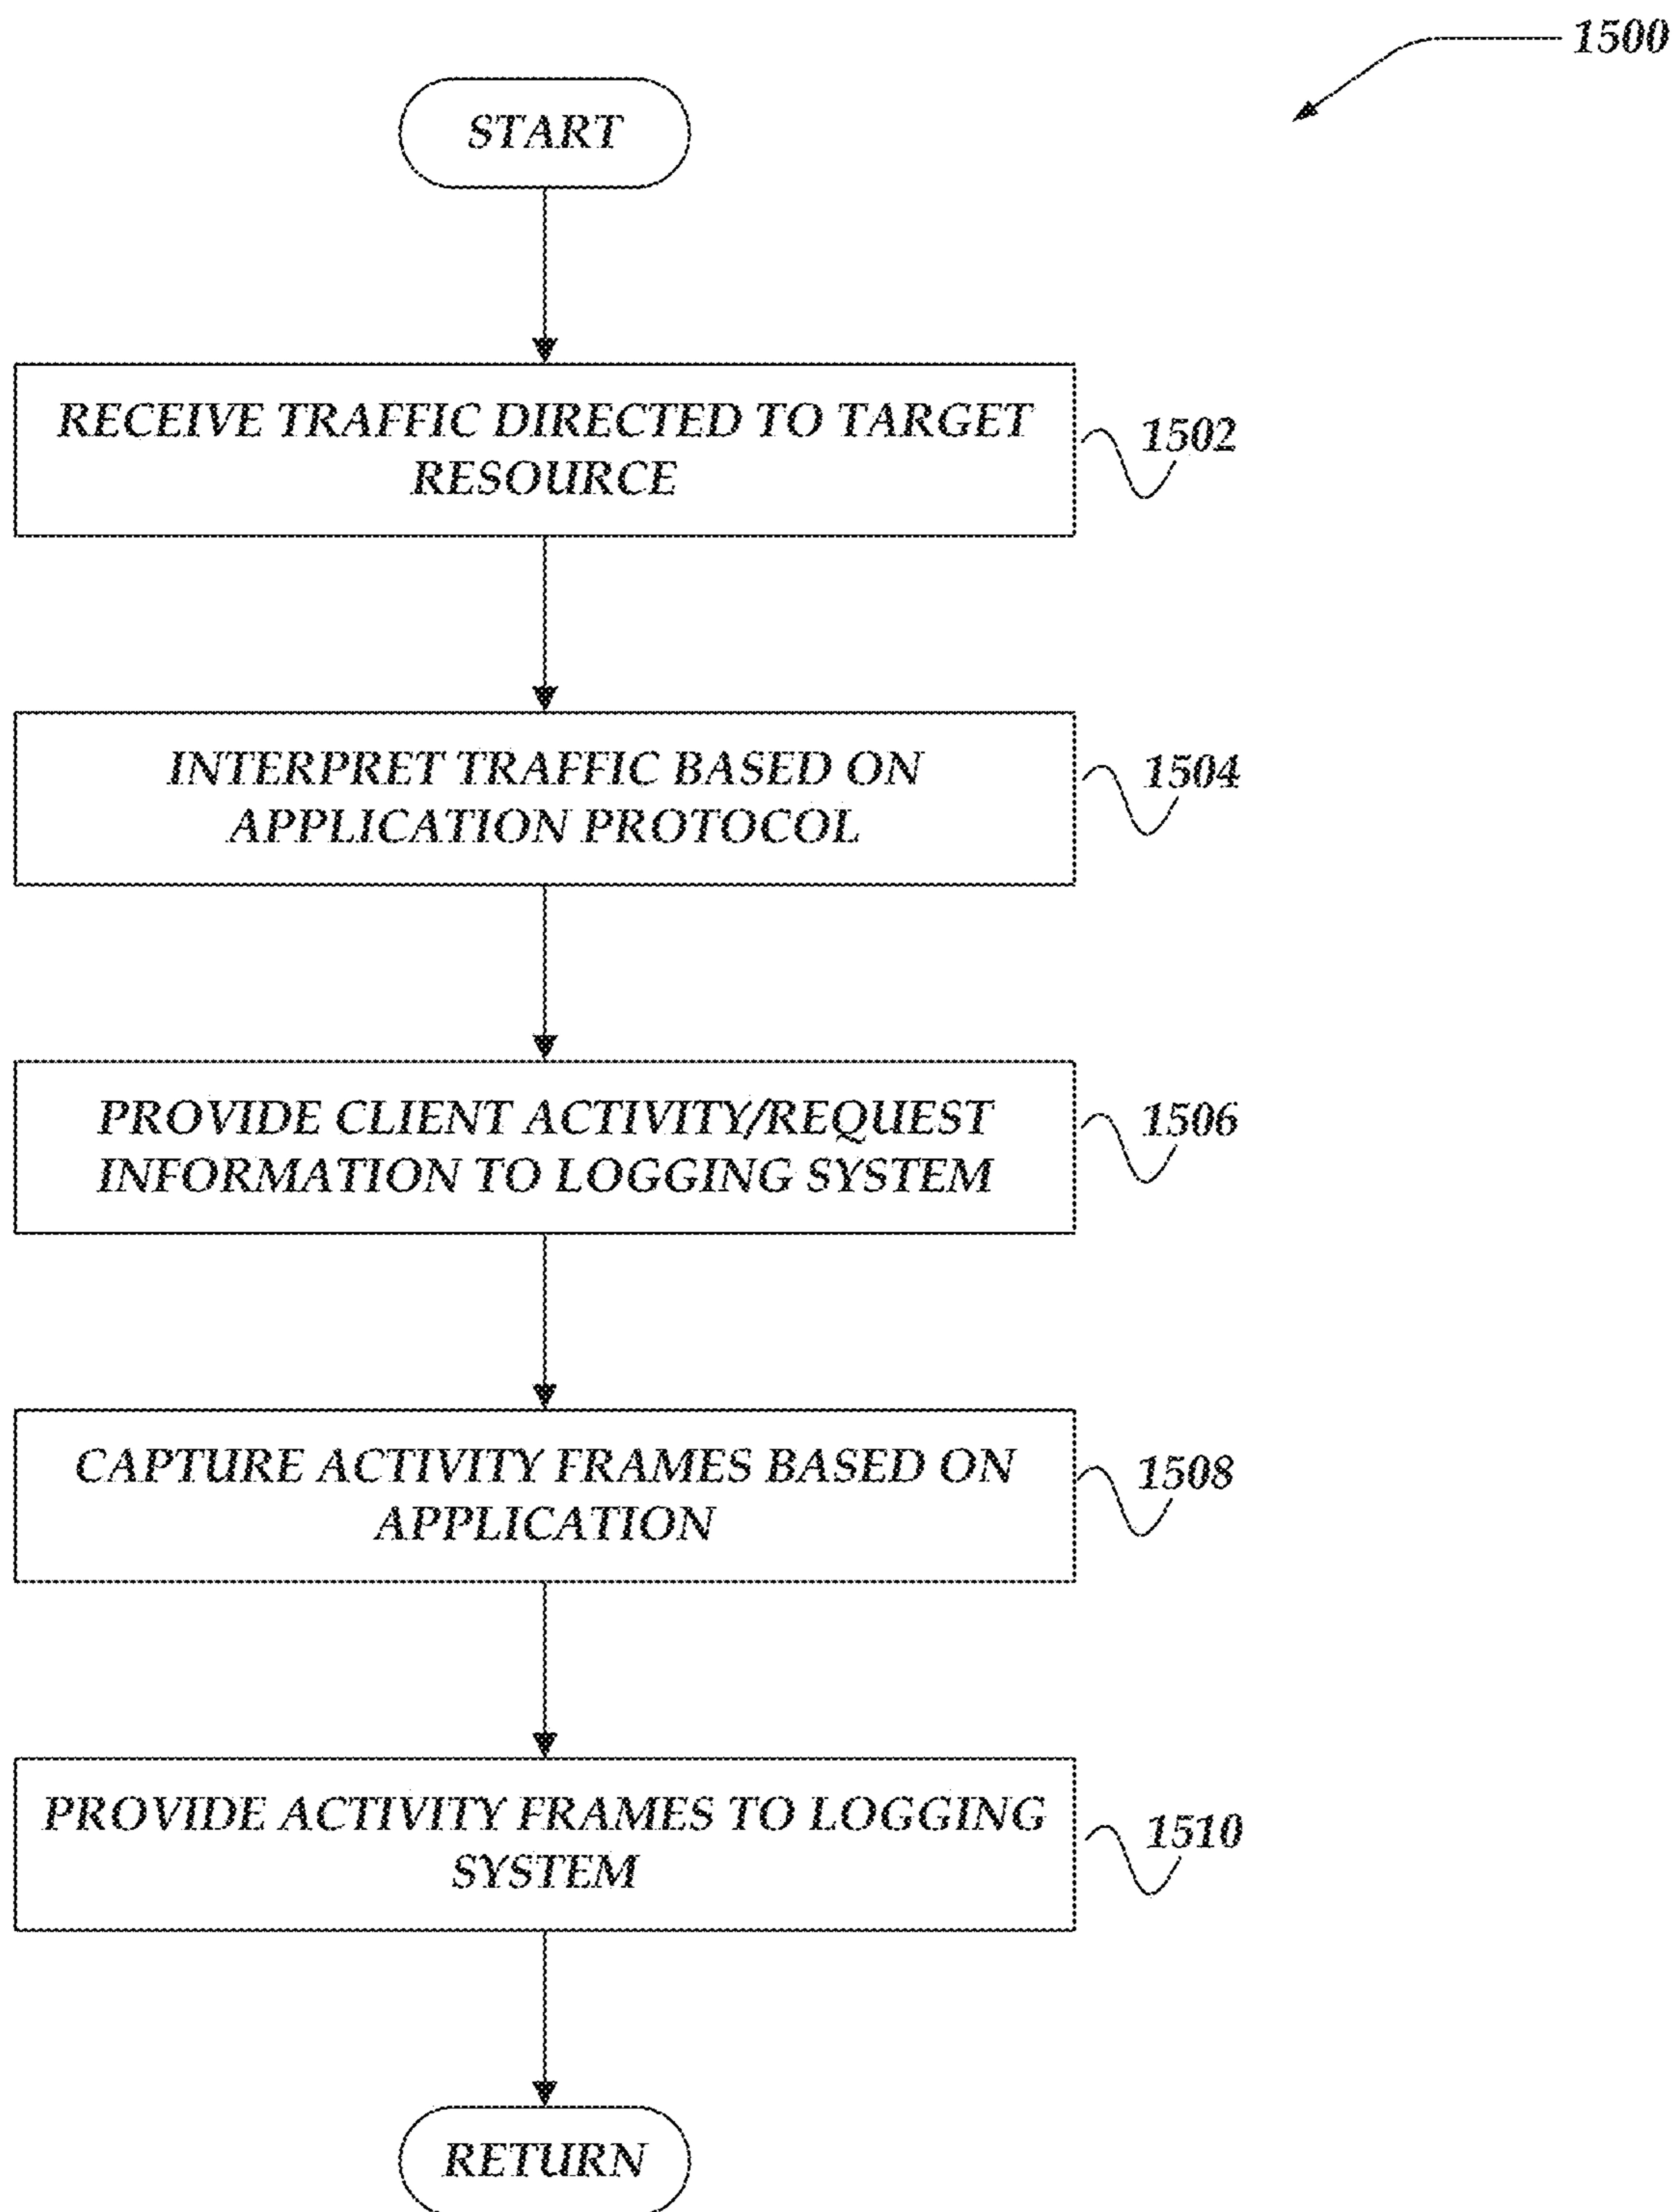 1500
START
RECEIVE TRAFFIC DIRECTED TO TARGET
RESOURCE
1502
INTERPRET TRAFFIC BASED ON
APPLICATION PROTOCOL
1504
PROVIDE CLIENT ACTIVITY/REQUEST
INFORMATION TO LOGGING SYSTEM
1506
CAPTURE ACTIVITY FRAMES BASED ON
APPLICATION
1508
PROVIDE ACTIVITY FRAMES TO LOGGING
SYSTEM
1510
RETURN